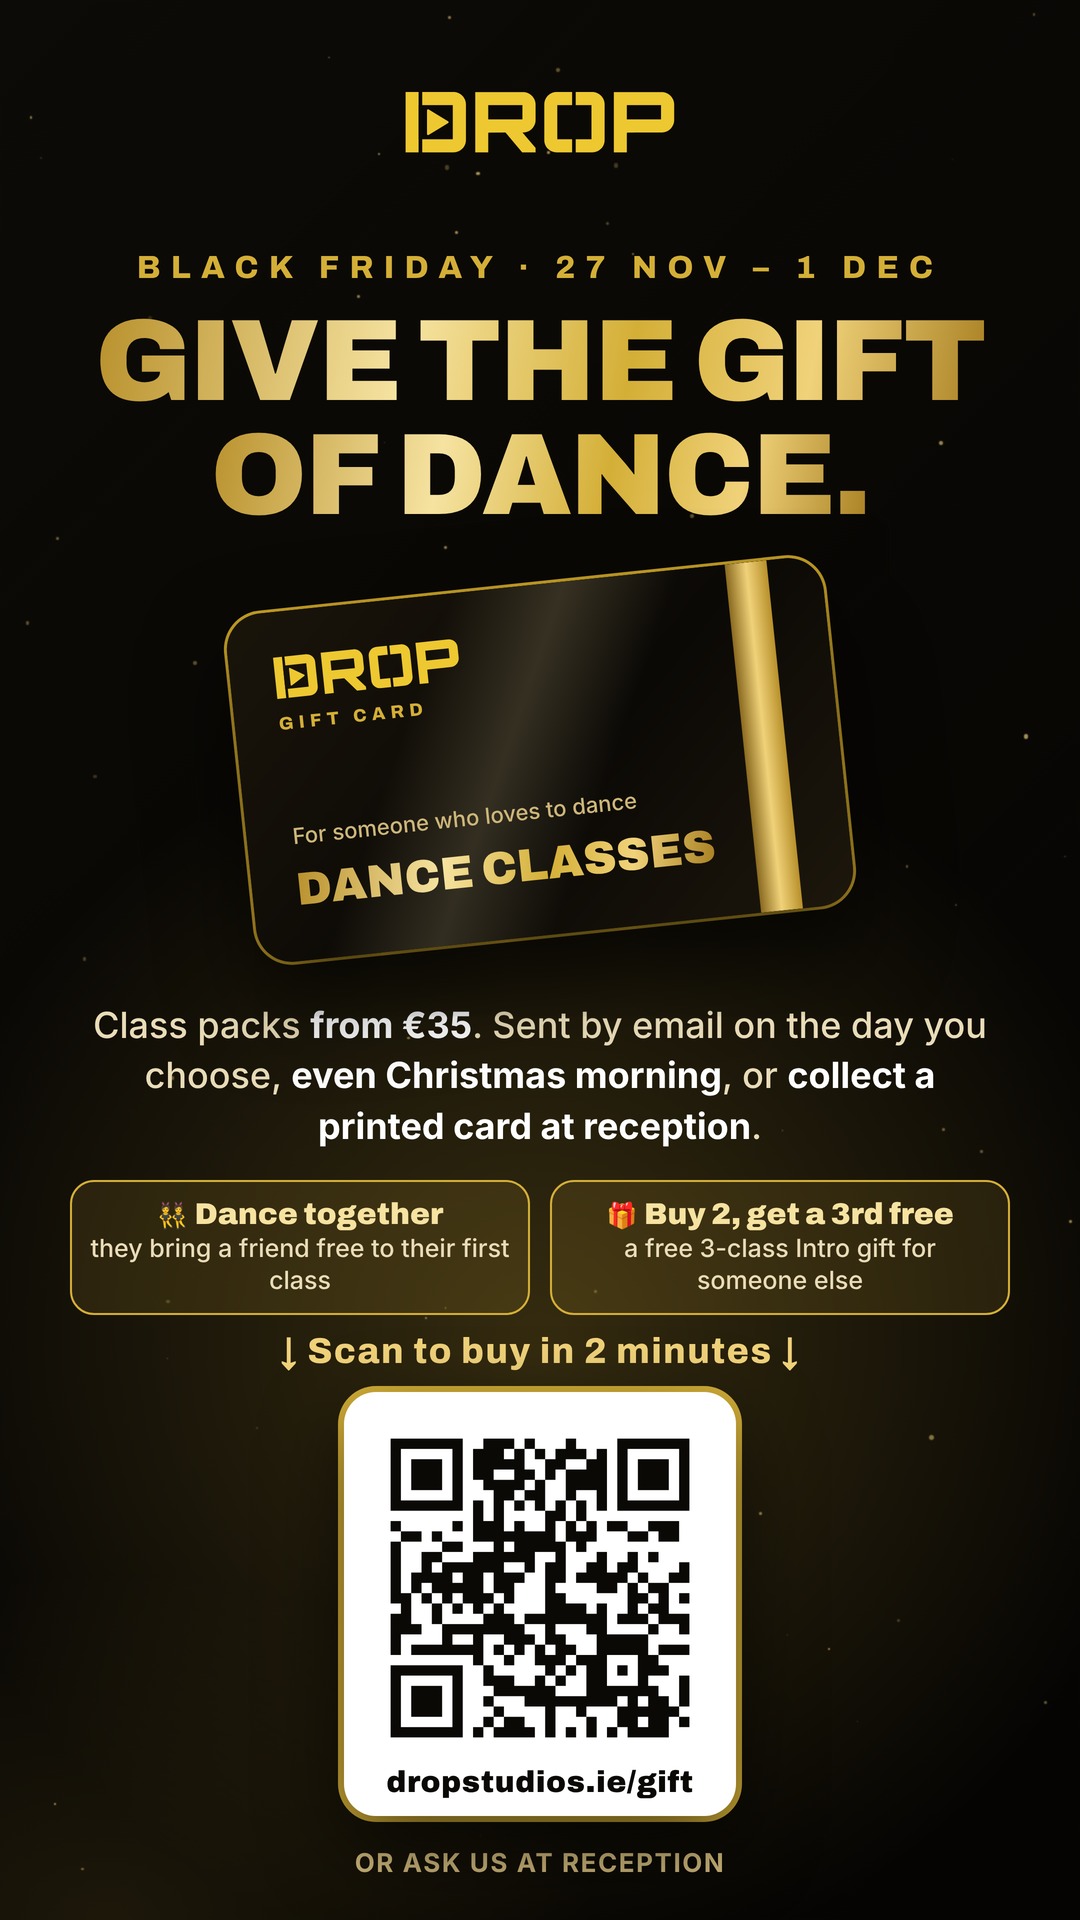 DROP
BLACK FRIDAY · 27 NOV – 1 DEC
GIVE THE GIFT
OF DANCE.
DROP
GIFT CARD
For someone who loves to dance
DANCE CLASSES
Class packs from €35. Sent by email on the day you
choose, even Christmas morning, or collect a
printed card at reception.
👯 Dance together
they bring a friend free to their first
class
🎁 Buy 2, get a 3rd free
a free 3-class Intro gift for
someone else
↓ Scan to buy in 2 minutes ↓
dropstudios.ie/gift
OR ASK US AT RECEPTION